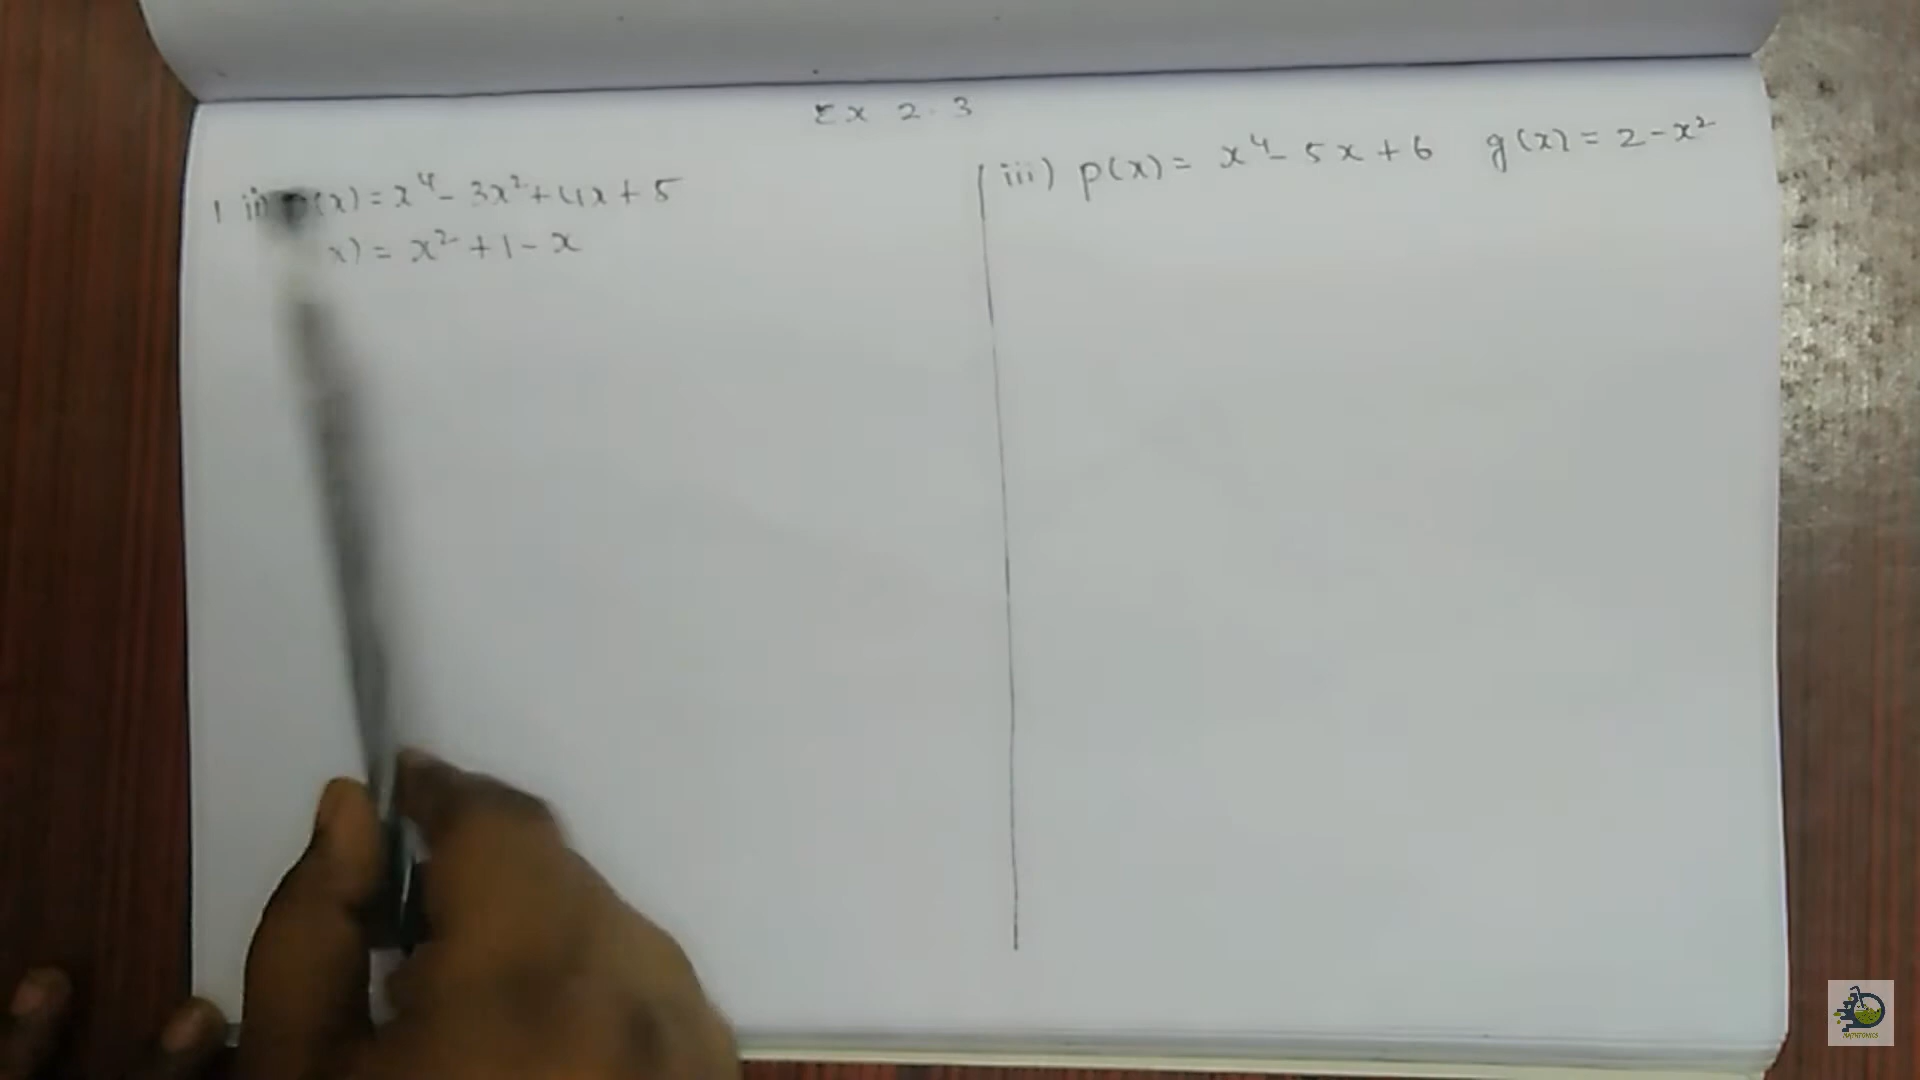 Ex 2.3
1 ii) p(x) = x⁴ - 3x² + 4x + 5
x) = x² + 1 - x
iii) p(x) = x⁴ - 5x + 6 g(x) = 2 - x²